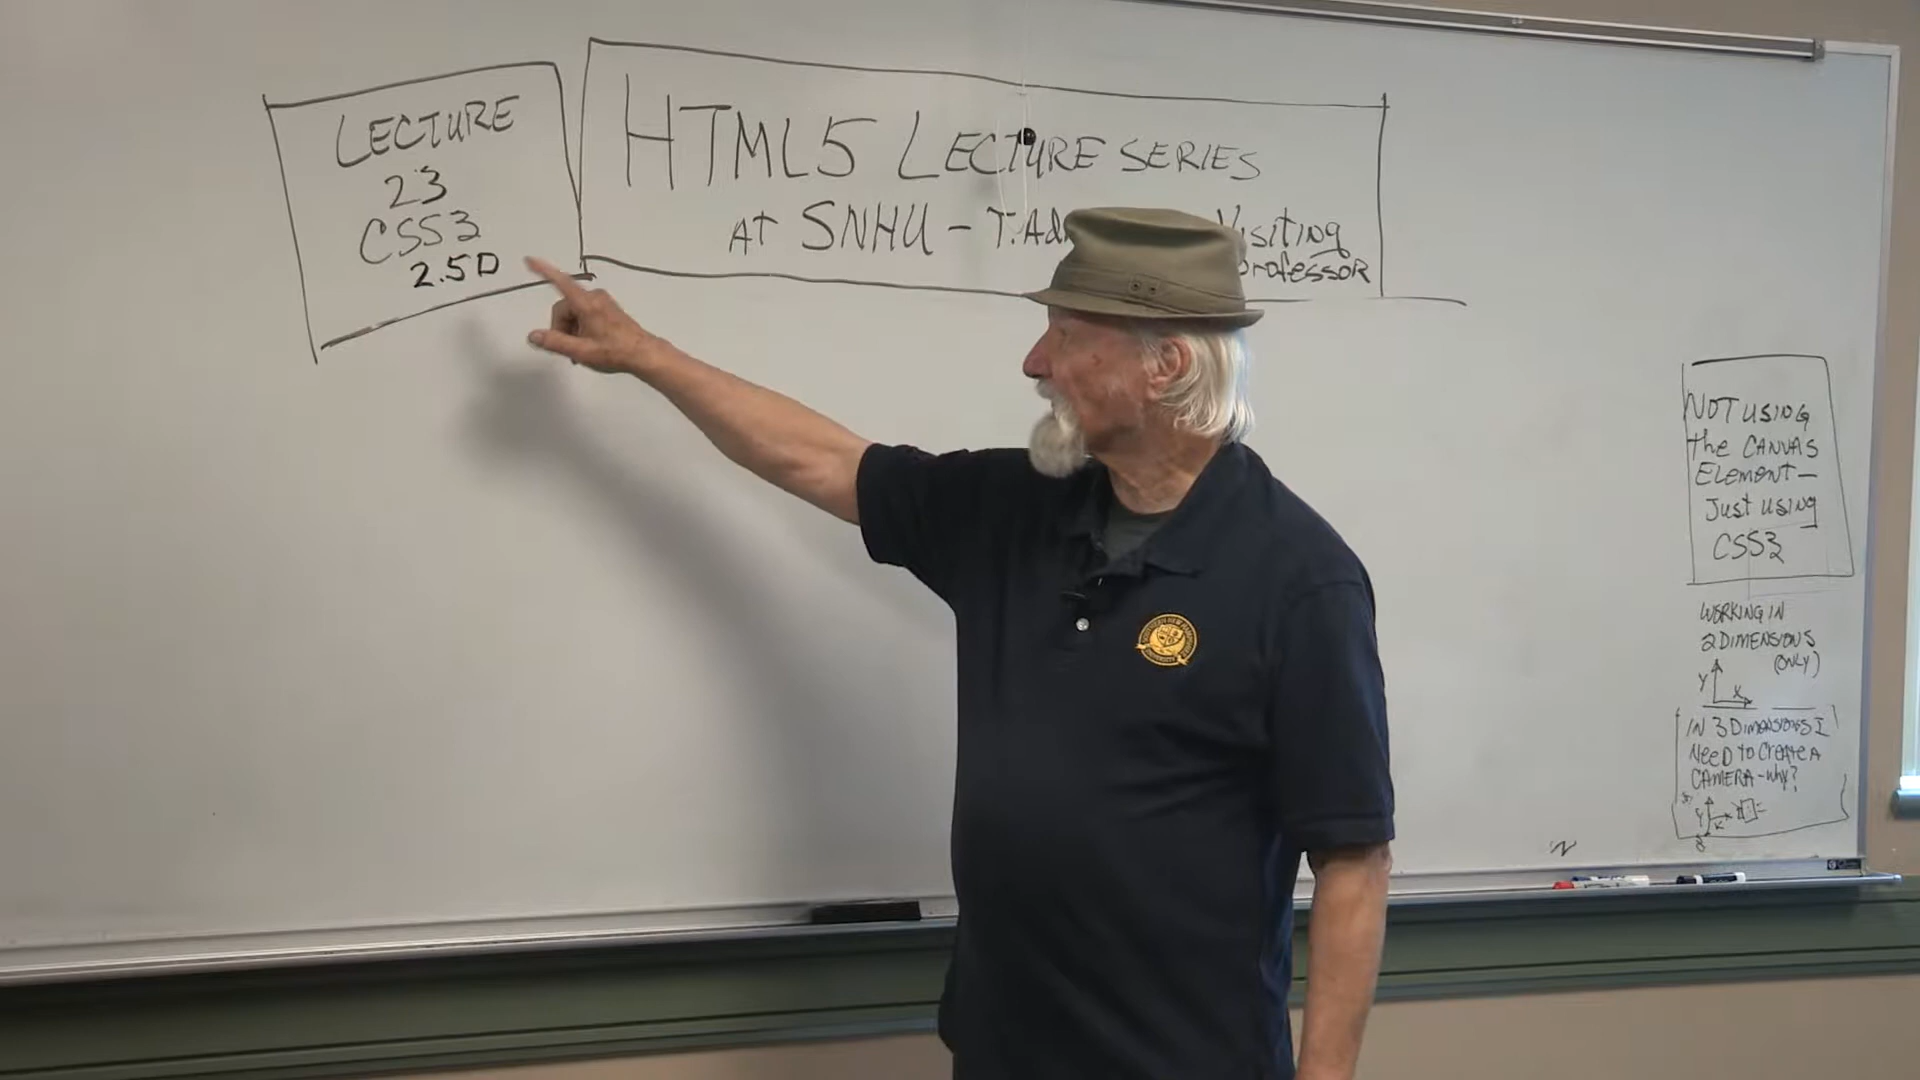 LECTURE
23
CSS3
2.5D
HTML5 LECTURE SERIES
AT SNHU - T. Visiting
professor
NOT USING
the CANVAS
ELEMENT—
JUST USING
CSS3
WORKING IN
2 DIMENSIONS
(ONLY)
Y
X
IN 3 DIMENSIONS I
NEED TO CREATE A
CAMERA - WHY?
Y
X